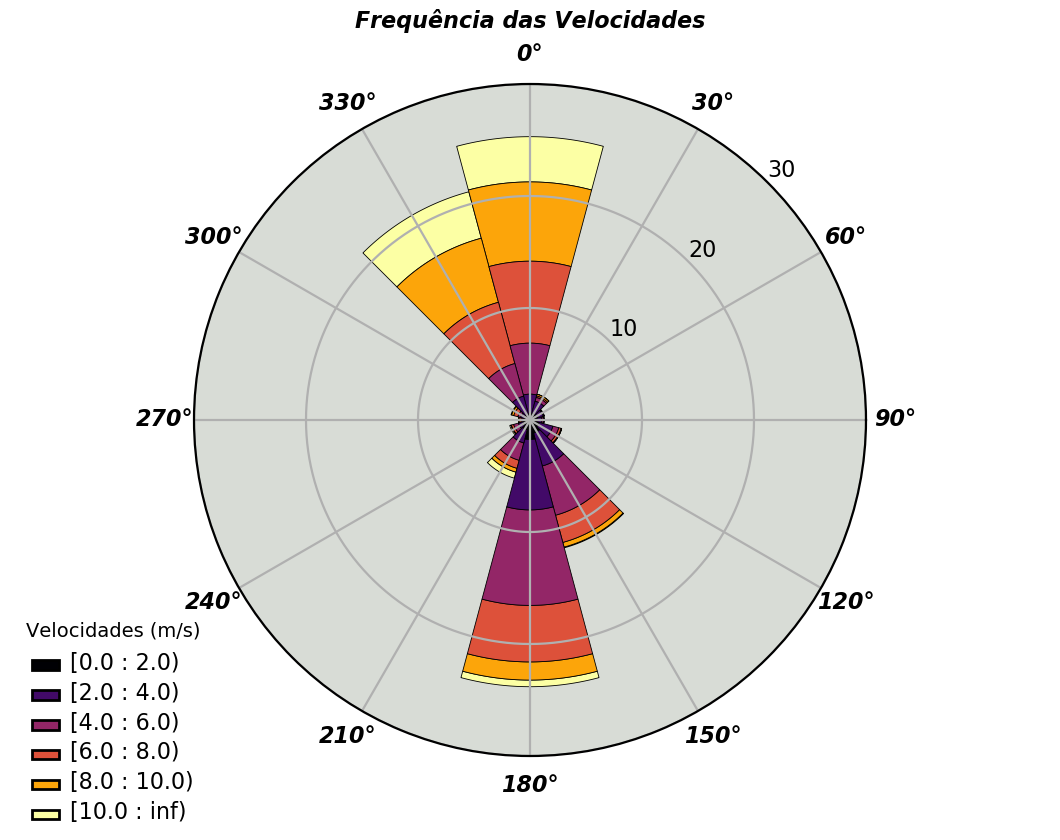 Frequência das Velocidades
0°
330°
30°
30
300°
60°
20
10
270°
90°
240°
120°
210°
150°
180°
Velocidades (m/s)
[0.0 : 2.0)
[2.0 : 4.0)
[4.0 : 6.0)
[6.0 : 8.0)
[8.0 : 10.0)
[10.0 : inf)